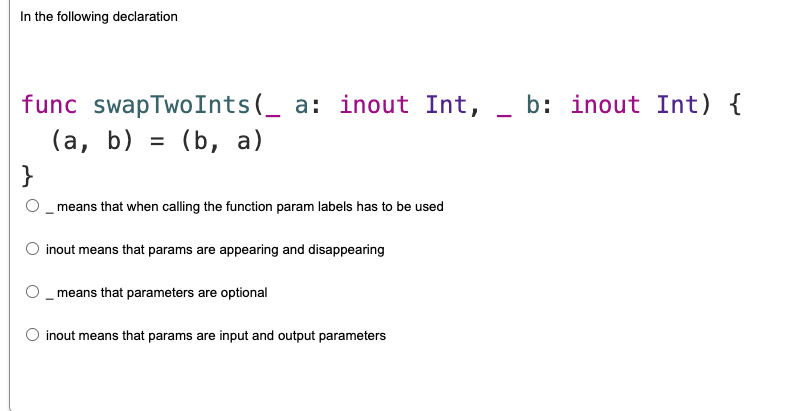 In the following declaration
func swapTwoInts(_ a: inout Int, _ b: inout Int) {
(a, b) = (b, a)
}
_ means that when calling the function param labels has to be used
inout means that params are appearing and disappearing
_ means that parameters are optional
inout means that params are input and output parameters